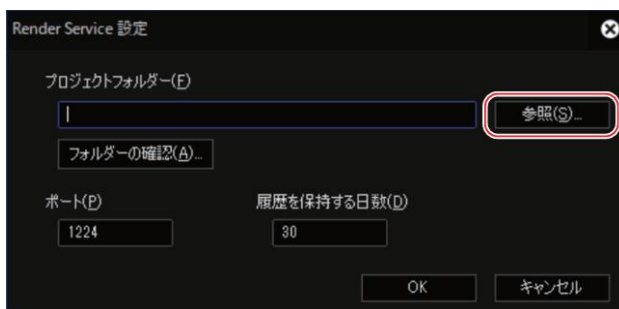 Render Service 設定
プロジェクトフォルダー(F)
参照(S)...
フォルダーの確認(A)...
ポート(P)
履歴を保持する日数(D)
1224
30
OK
キャンセル